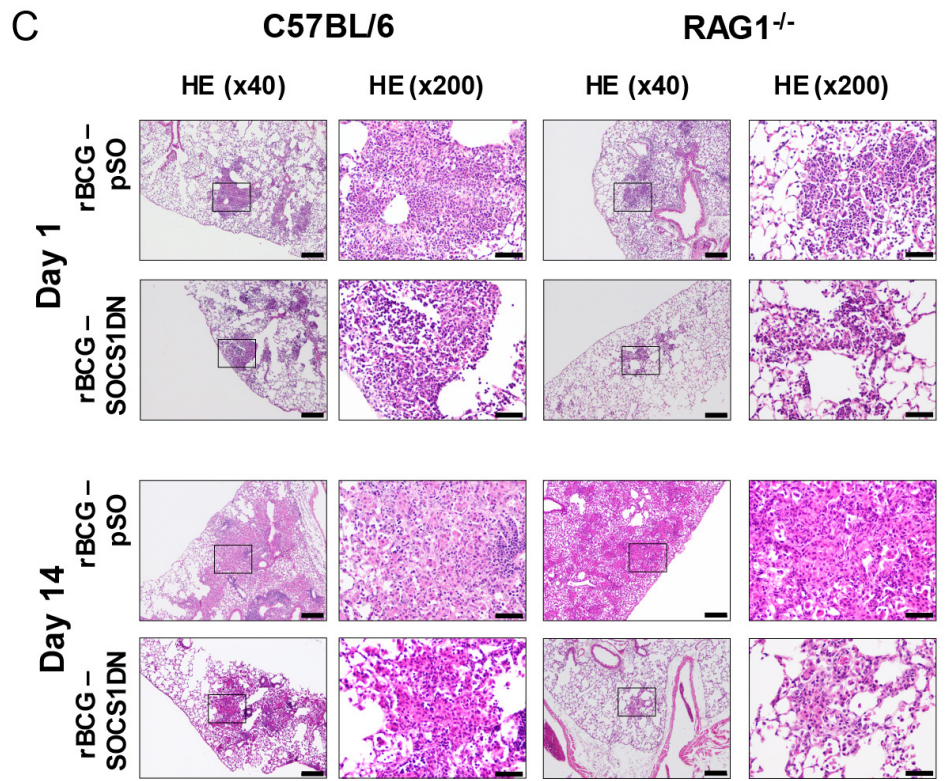 C
C57BL/6
RAG1-/-
HE (x40)
HE (x200)
HE (x40)
HE (x200)
Day 1
rBCG –
pSO
rBCG –
SOCS1DN
Day 14
rBCG –
pSO
rBCG –
SOCS1DN